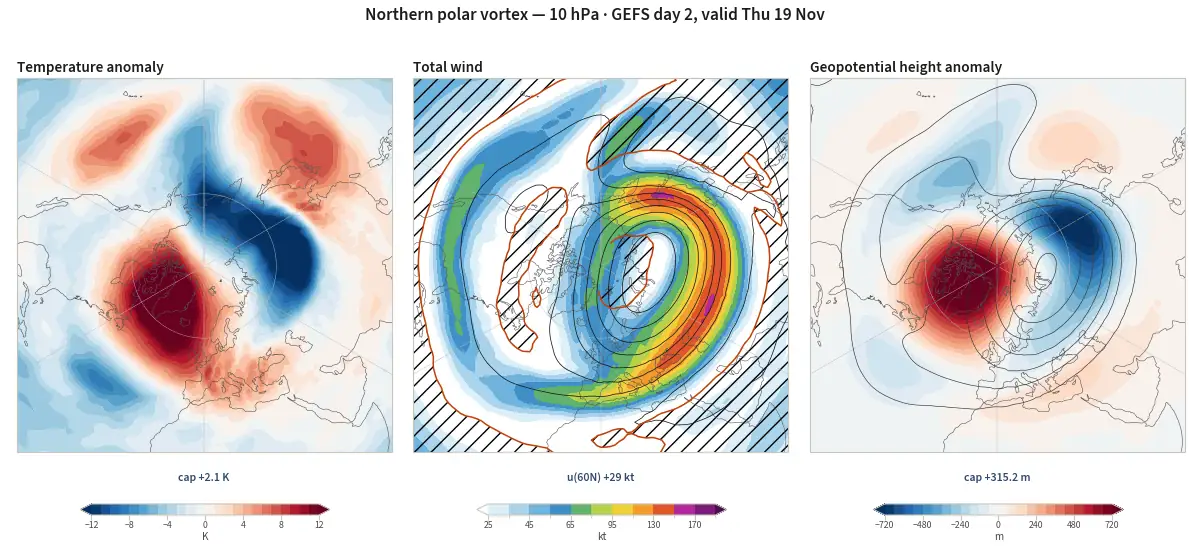 Northern polar vortex — 10 hPa · GEFS day 2, valid Thu 19 Nov
Temperature anomaly
Total wind
Geopotential height anomaly
cap +2.1 K
u(60N) +29 kt
cap +315.2 m
−12 −8 −4 0 4 8 12
K
25 45 65 95 130 170
kt
−720 −480 −240 0 240 480 720
m